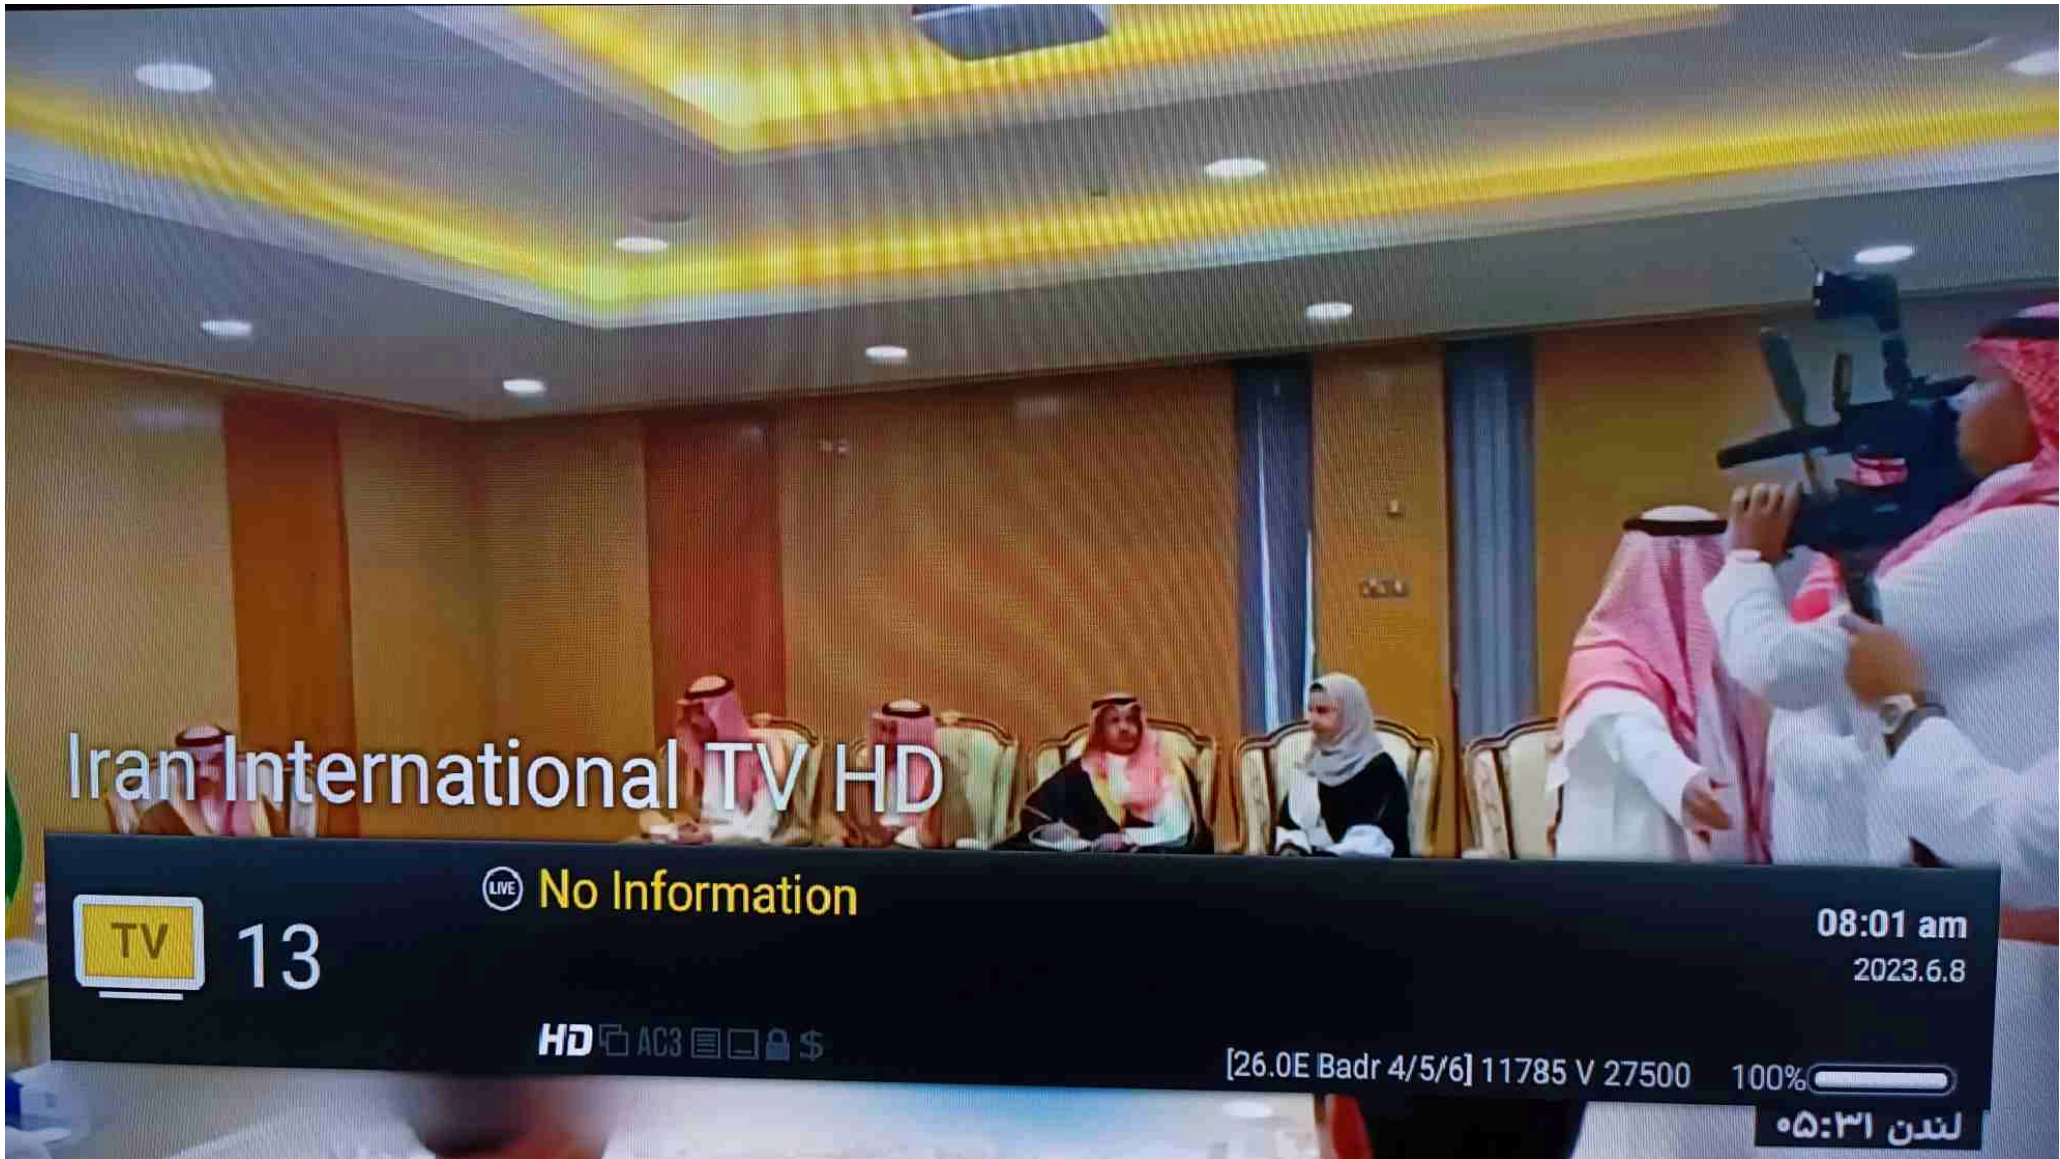 Iran International TV HD
TV
13
LIVE No Information
08:01 am
2023.6.8
HD AC3 $
[26.0E Badr 4/5/6] 11785 V 27500 100%
لندن ۰۵:۳۱